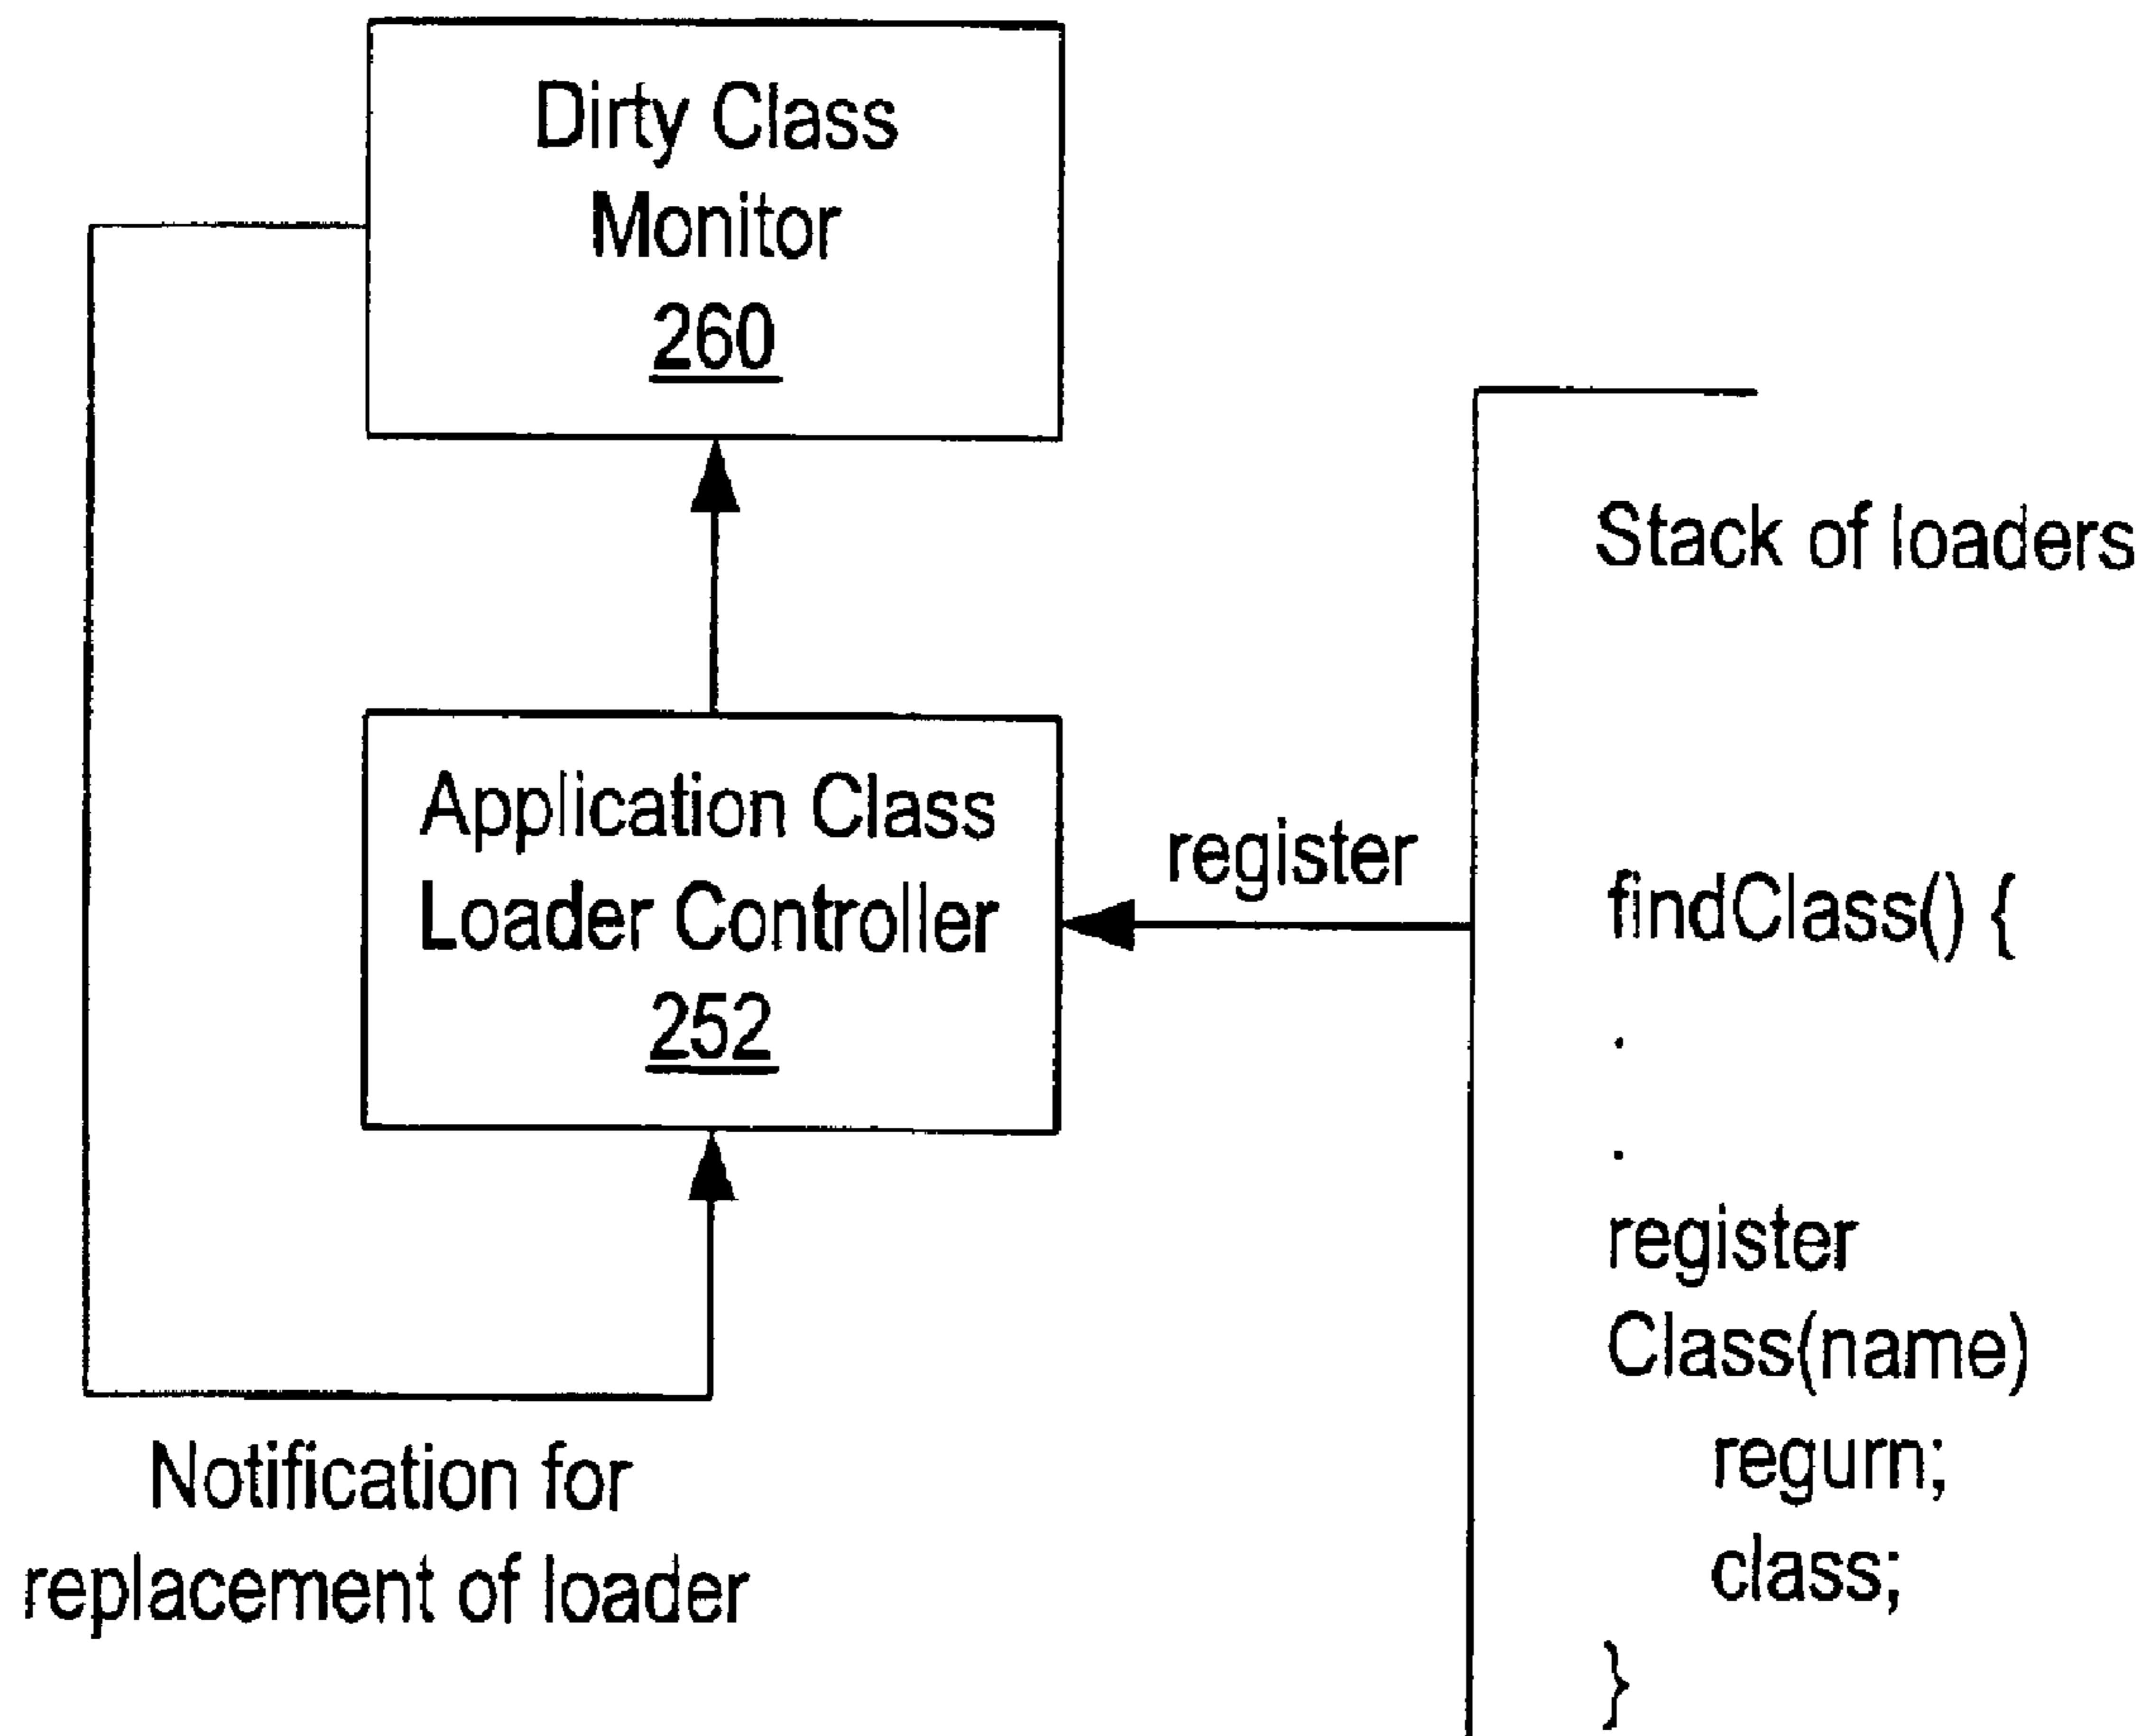 Dirty Class
Monitor
260
Application Class
Loader Controller
252
Notification for
replacement of loader
register
Stack of loaders
findClass() {
.
.
register
Class(name)
regurn;
class;
}